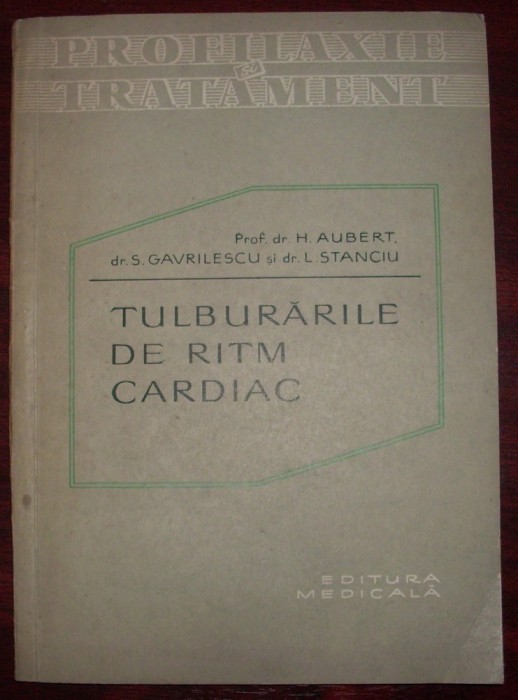 PROFILAXIE
și
TRATAMENT
Prof. dr. H. AUBERT,
dr. S. GAVRILESCU și dr. L. STANCIU
TULBURĂRILE
DE RITM
CARDIAC
EDITURA
MEDICALĂ